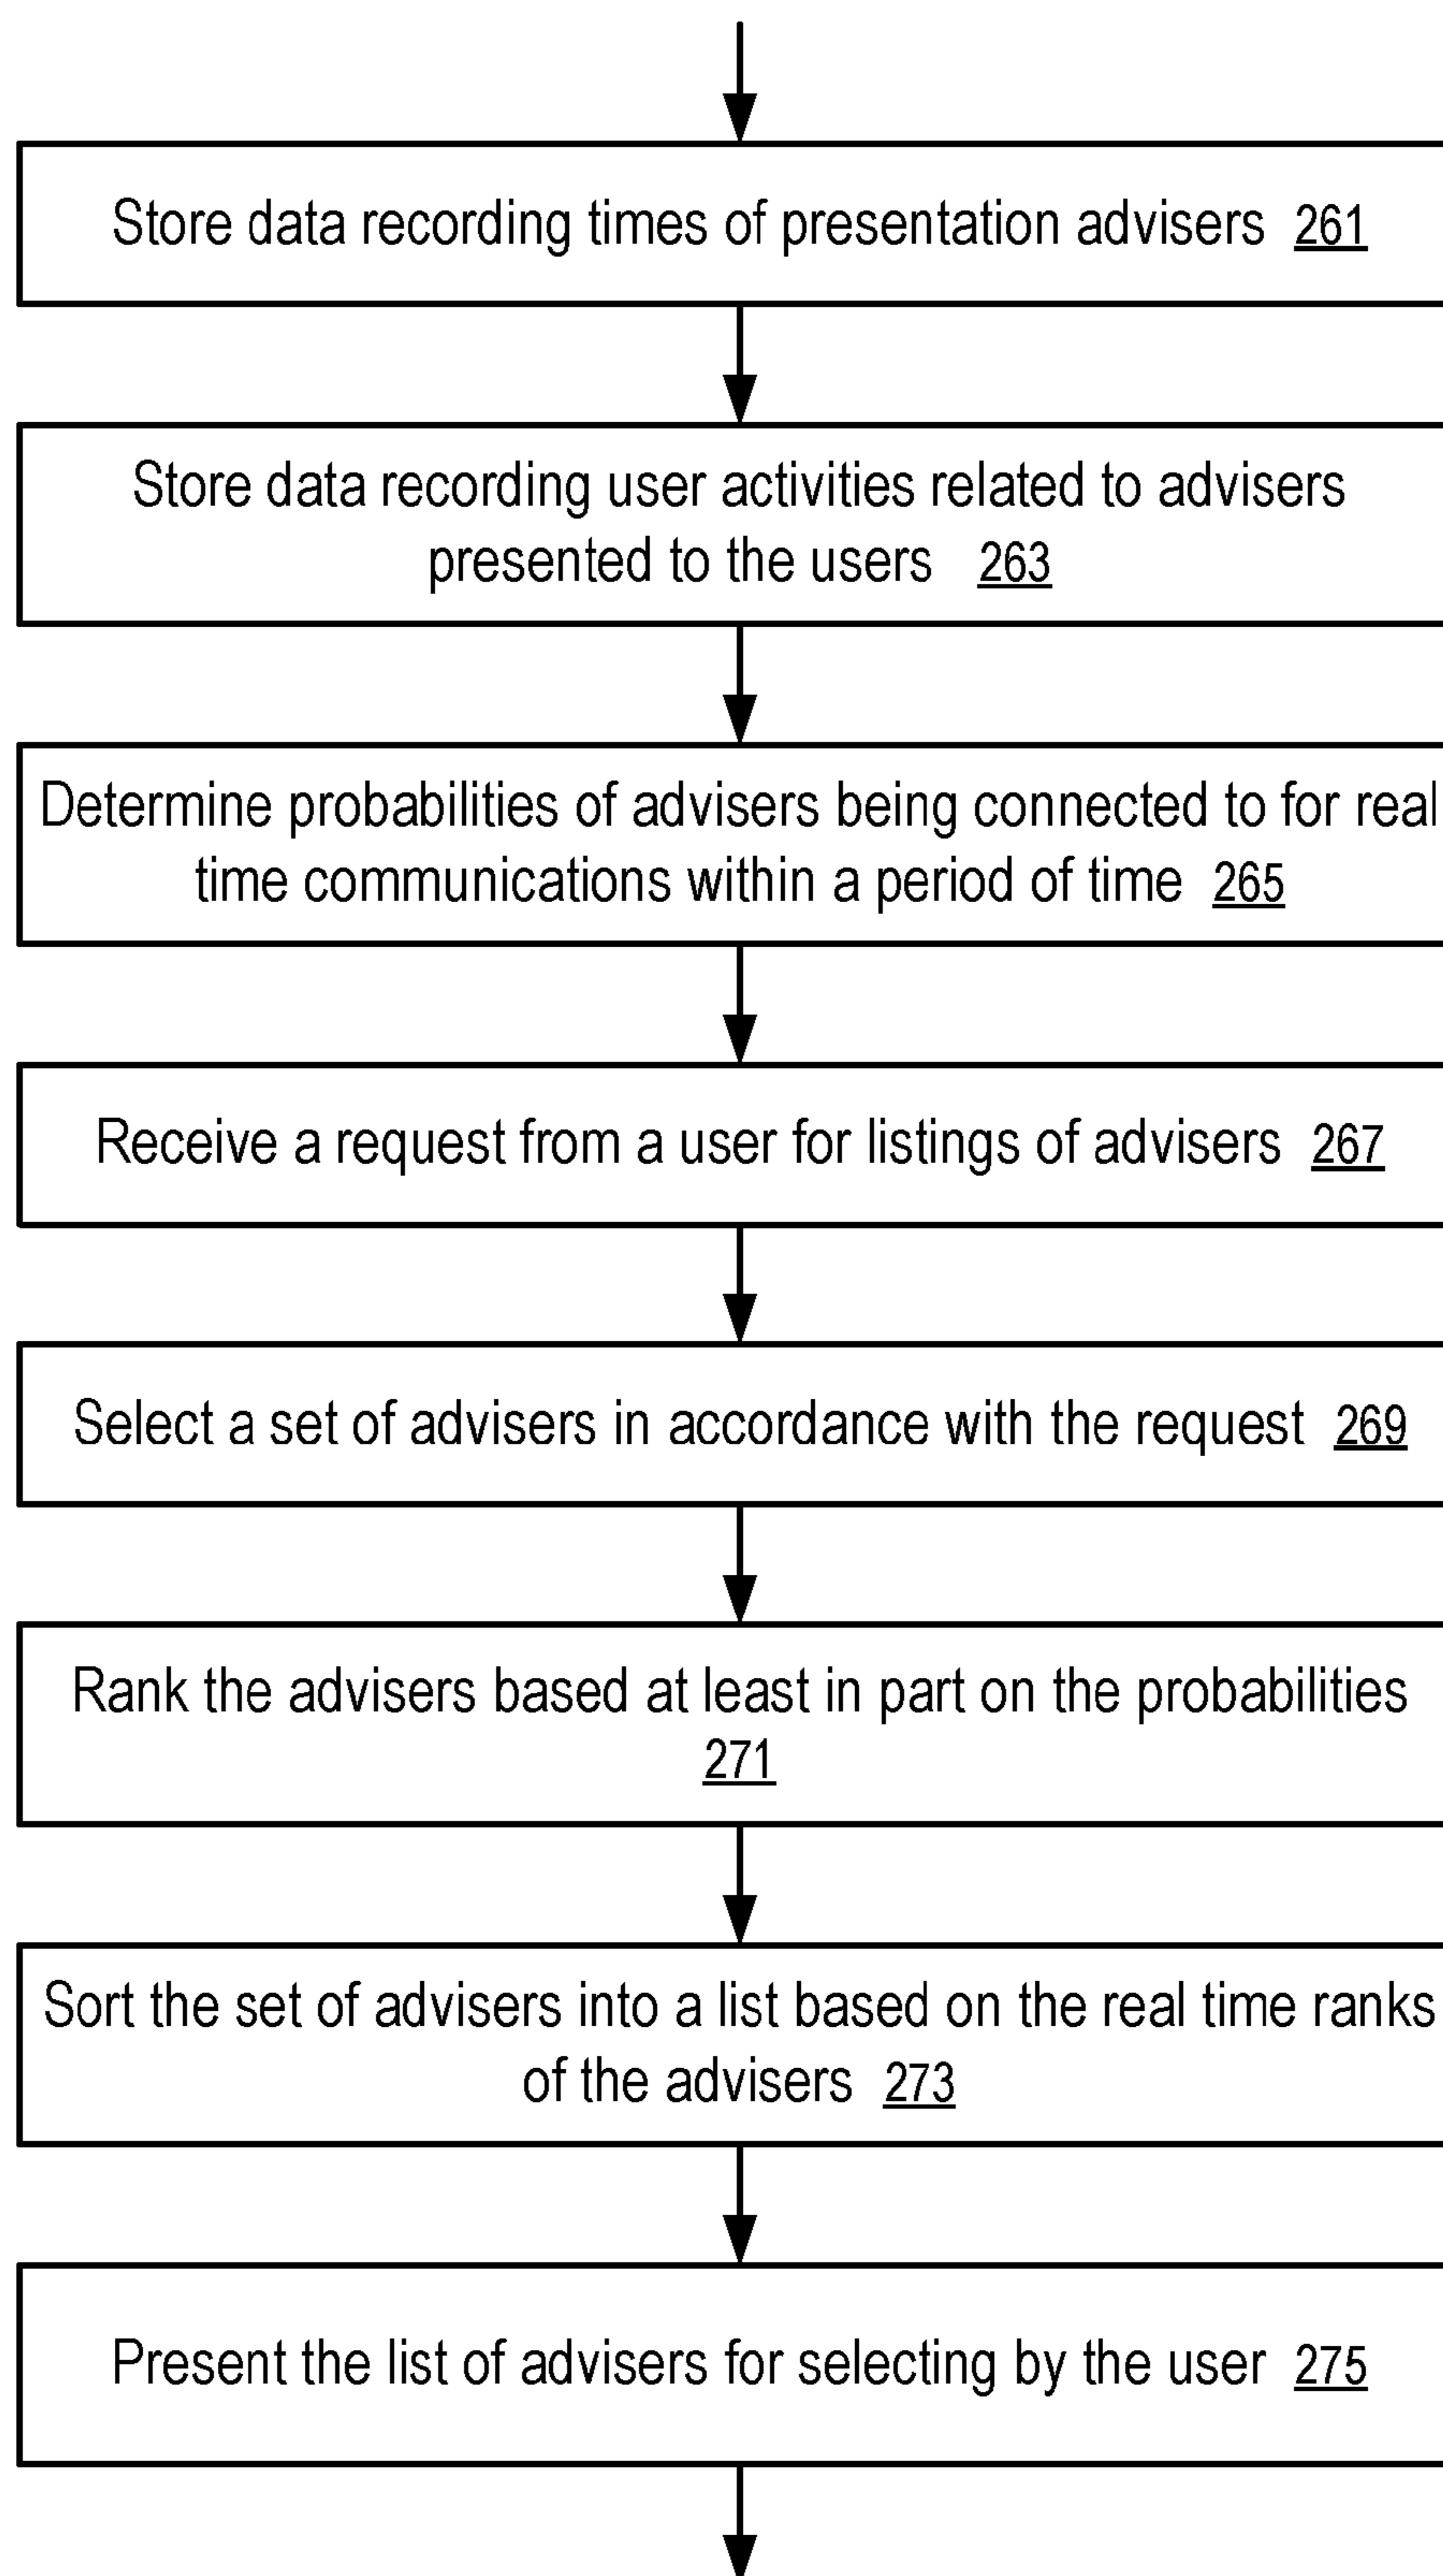 Store data recording times of presentation advisers 261
Store data recording user activities related to advisers
presented to the users 263
Determine probabilities of advisers being connected to for real
time communications within a period of time 265
Receive a request from a user for listings of advisers 267
Select a set of advisers in accordance with the request 269
Rank the advisers based at least in part on the probabilities
271
Sort the set of advisers into a list based on the real time ranks
of the advisers 273
Present the list of advisers for selecting by the user 275